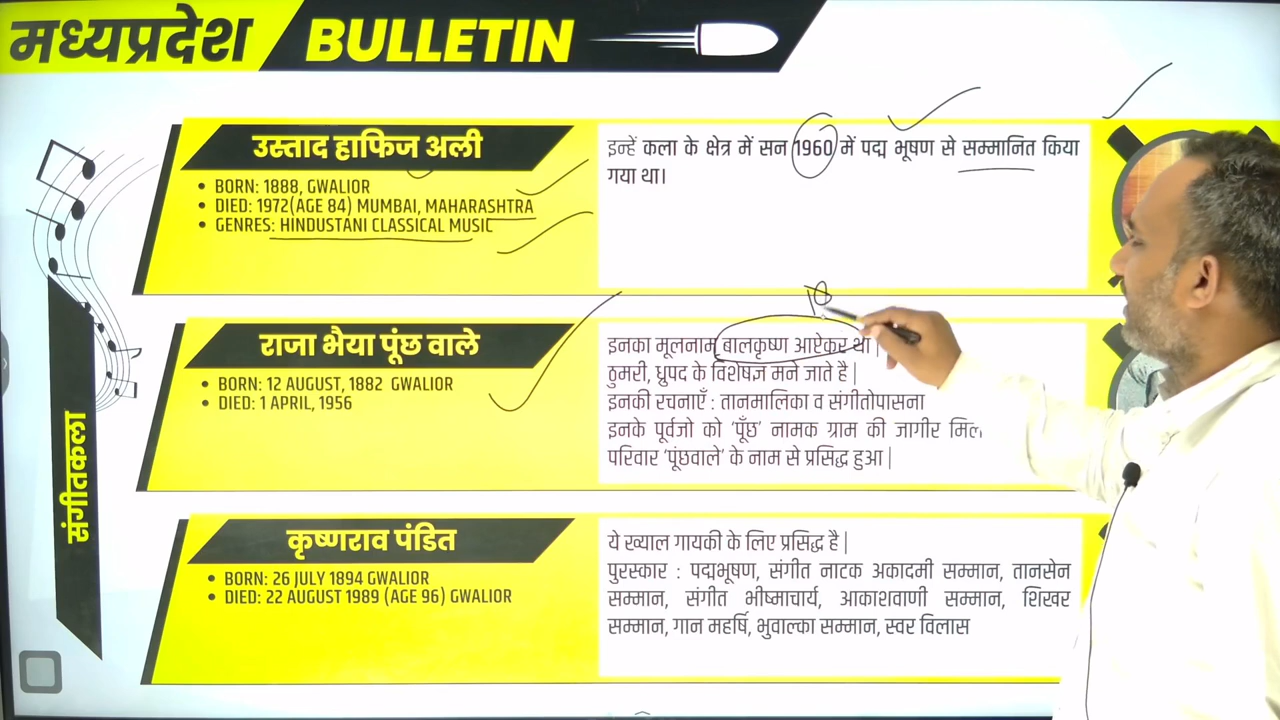 मध्यप्रदेश BULLETIN
संगीतकला
उस्ताद हाफिज अली
BORN: 1888, GWALIOR
DIED: 1972(AGE 84) MUMBAI, MAHARASHTRA
GENRES: HINDUSTANI CLASSICAL MUSIC
इन्हें कला के क्षेत्र में सन 1960 में पद्म भूषण से सम्मानित किया
गया था।
राजा भैया पूंछ वाले
BORN: 12 AUGUST, 1882 GWALIOR
DIED: 1 APRIL, 1956
इनका मूलनाम बालकृष्ण आप्टेकर था |
ठुमरी, ध्रुपद के विशेषज्ञ मने जाते है |
इनकी रचनाएँ : तानमालिका व संगीतोपासना
इनके पूर्वजो को 'पूँछ' नामक ग्राम की जागीर
परिवार 'पूंछवाले' के नाम से प्रसिद्ध हुआ |
कृष्णराव पंडित
BORN: 26 JULY 1894 GWALIOR
DIED: 22 AUGUST 1989 (AGE 96) GWALIOR
ये ख्याल गायकी के लिए प्रसिद्ध है |
पुरस्कार : पद्मभूषण, संगीत नाटक अकादमी सम्मान, तानसेन
सम्मान, संगीत भीष्माचार्य, आकाशवाणी सम्मान, शिखर
सम्मान, गान महर्षि, भुवाल्का सम्मान, स्वर विलास